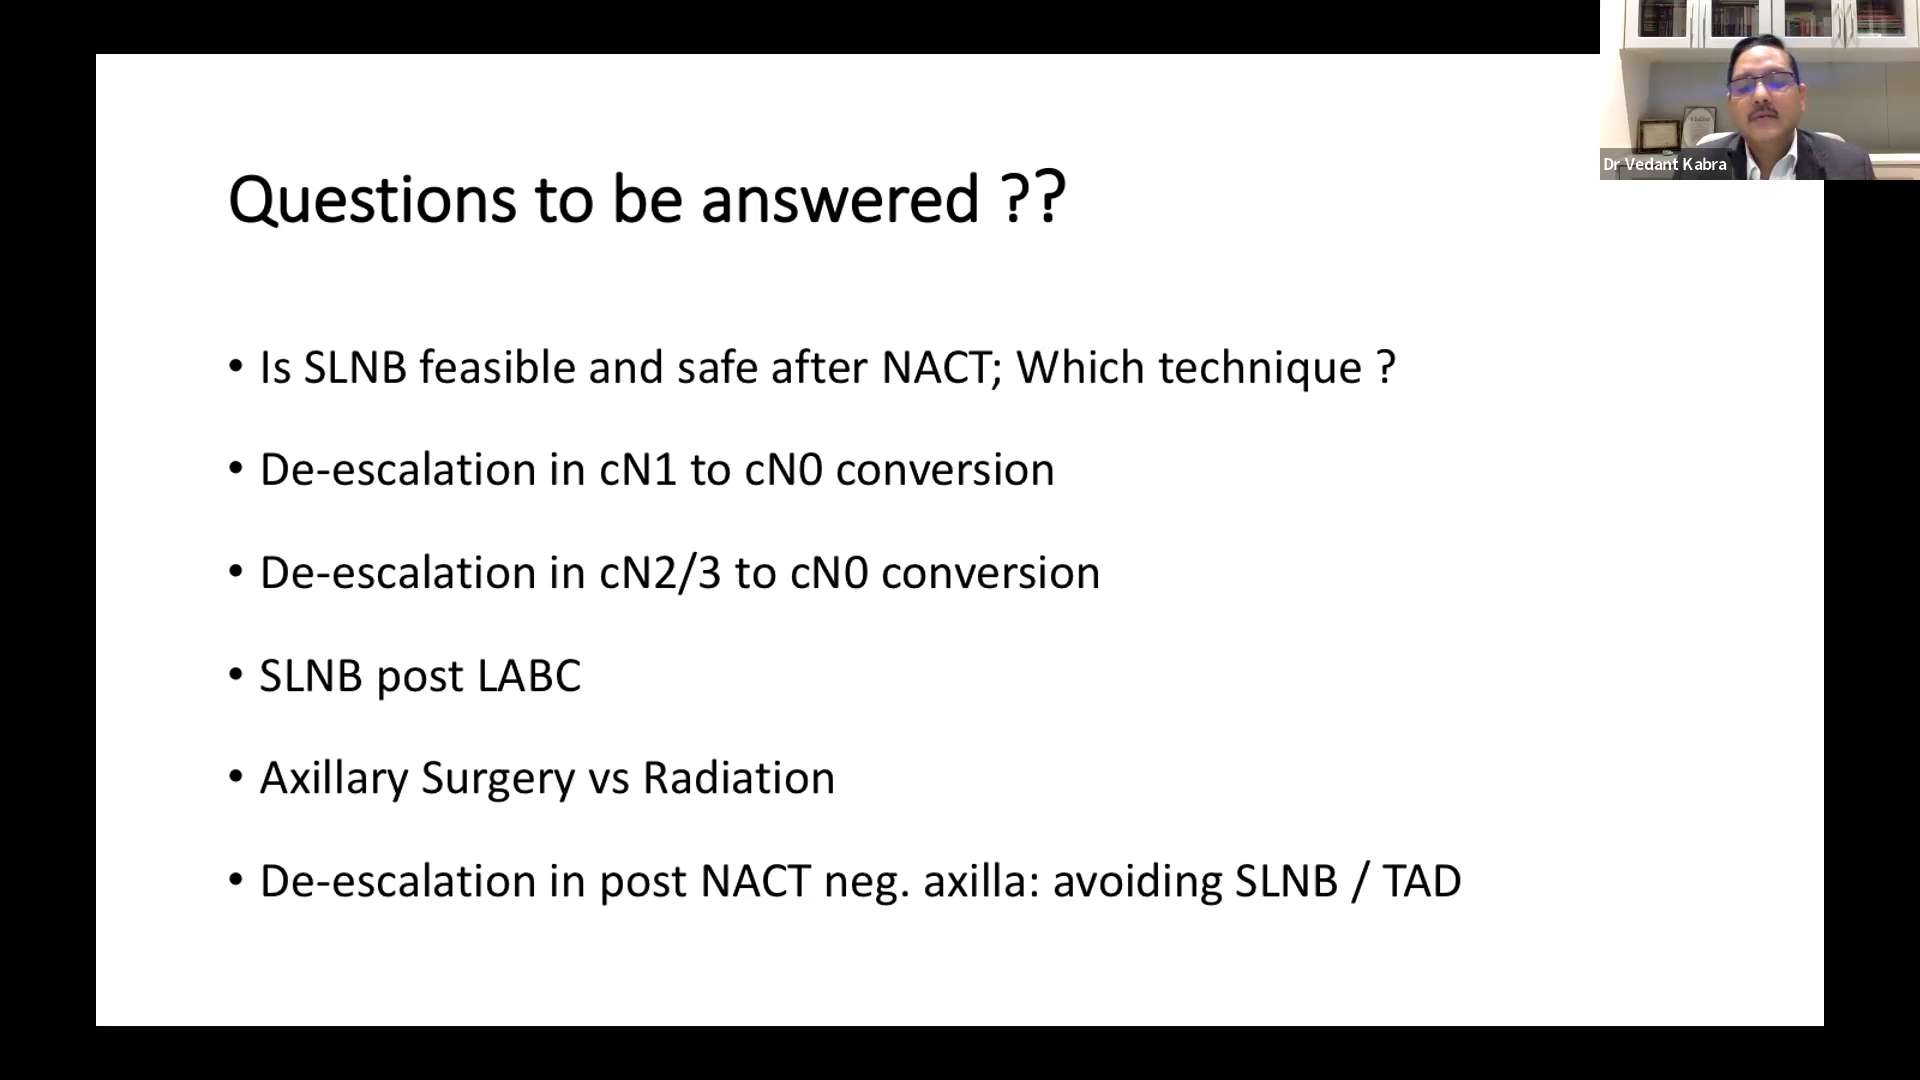 Questions to be answered ??
• Is SLNB feasible and safe after NACT; Which technique ?
• De-escalation in cN1 to cN0 conversion
• De-escalation in cN2/3 to cN0 conversion
• SLNB post LABC
• Axillary Surgery vs Radiation
• De-escalation in post NACT neg. axilla: avoiding SLNB / TAD
Dr Vedant Kabra